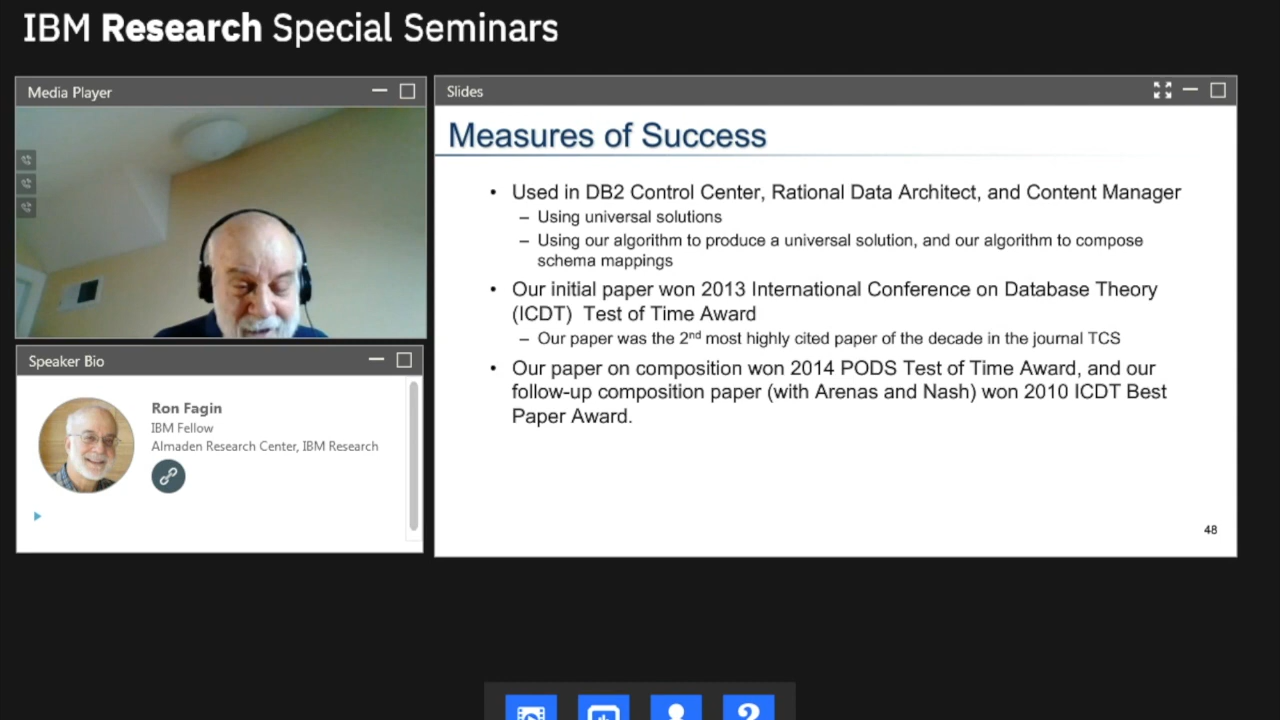 IBM Research Special Seminars
Media Player
Slides
Measures of Success
• Used in DB2 Control Center, Rational Data Architect, and Content Manager
– Using universal solutions
– Using our algorithm to produce a universal solution, and our algorithm to compose
schema mappings
• Our initial paper won 2013 International Conference on Database Theory
(ICDT) Test of Time Award
– Our paper was the 2nd most highly cited paper of the decade in the journal TCS
• Our paper on composition won 2014 PODS Test of Time Award, and our
follow-up composition paper (with Arenas and Nash) won 2010 ICDT Best
Paper Award.
48
Speaker Bio
Ron Fagin
IBM Fellow
Almaden Research Center, IBM Research
?